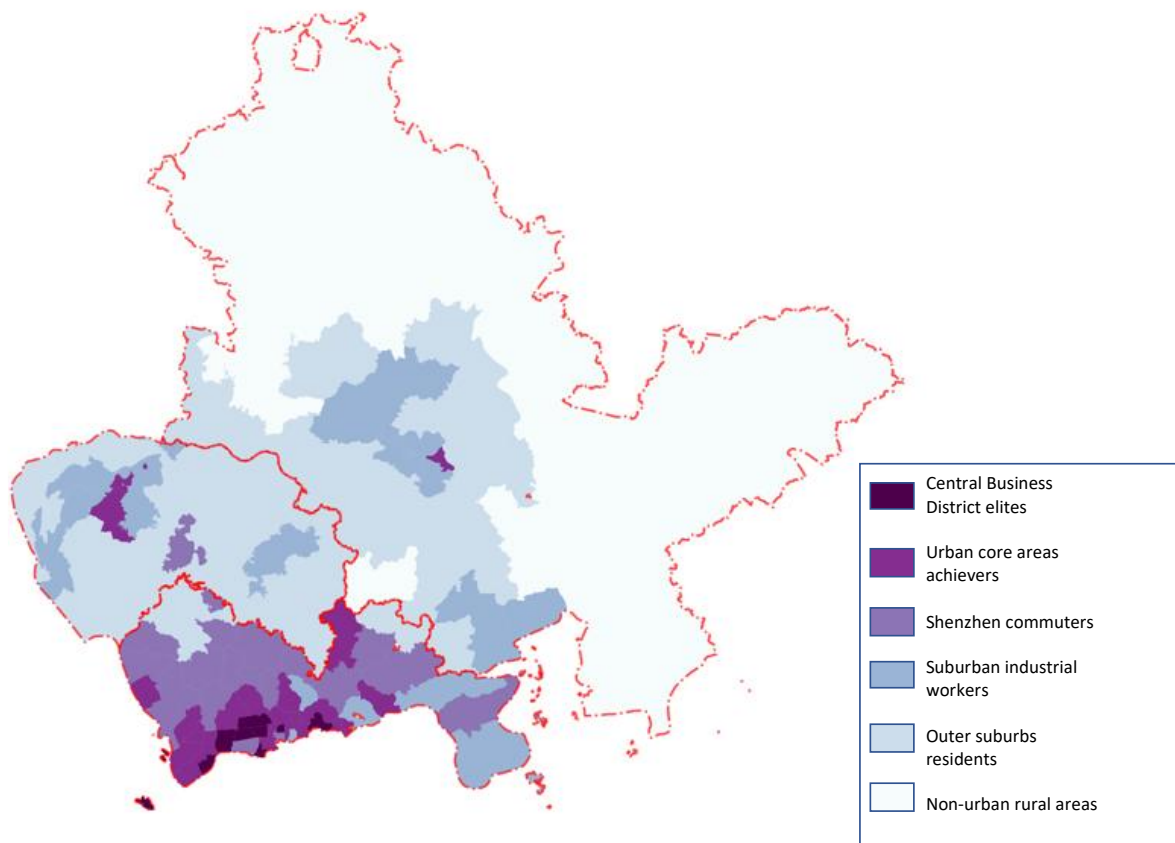 Central Business
District elites
Urban core areas
achievers
Shenzhen commuters
Suburban industrial
workers
Outer suburbs
residents
Non-urban rural areas